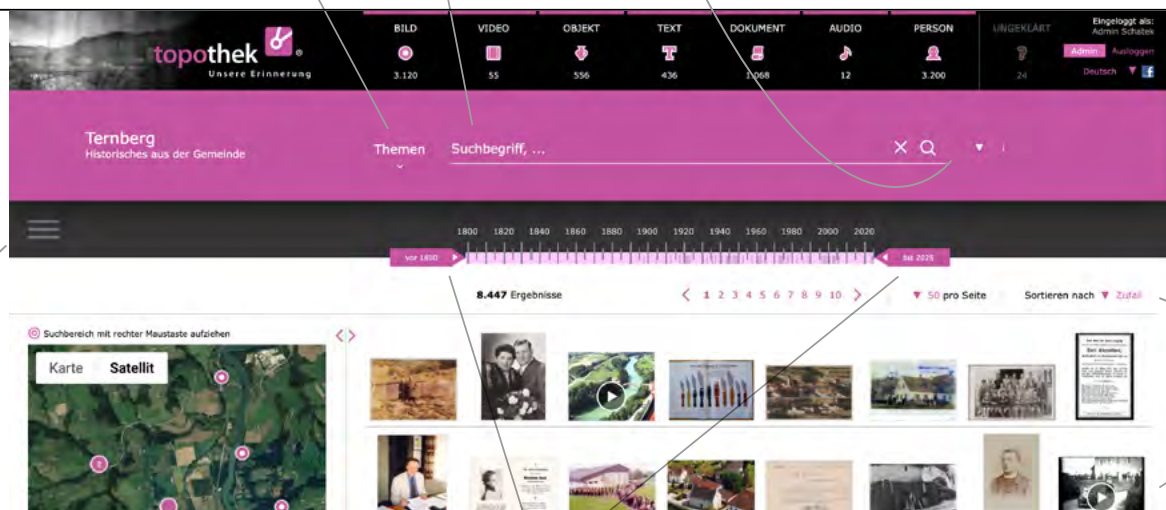 BILD VIDEO OBJEKT TEXT DOKUMENT AUDIO PERSON UNGEKLÄRT
3.120 55 556 436 1.068 12 3.200 24
Eingeloggt als:
Admin Schatek
Admin Ausloggen
Deutsch
topothek
Unsere Erinnerung
Ternberg
Historisches aus der Gemeinde
Themen Suchbegriff, ...
1800 1820 1840 1860 1880 1900 1920 1940 1960 1980 2000 2020
vor 1800 bis 2025
8.447 Ergebnisse 1 2 3 4 5 6 7 8 9 10 50 pro Seite Sortieren nach Zufall
Suchbereich mit rechter Maustaste aufziehen
Karte Satellit